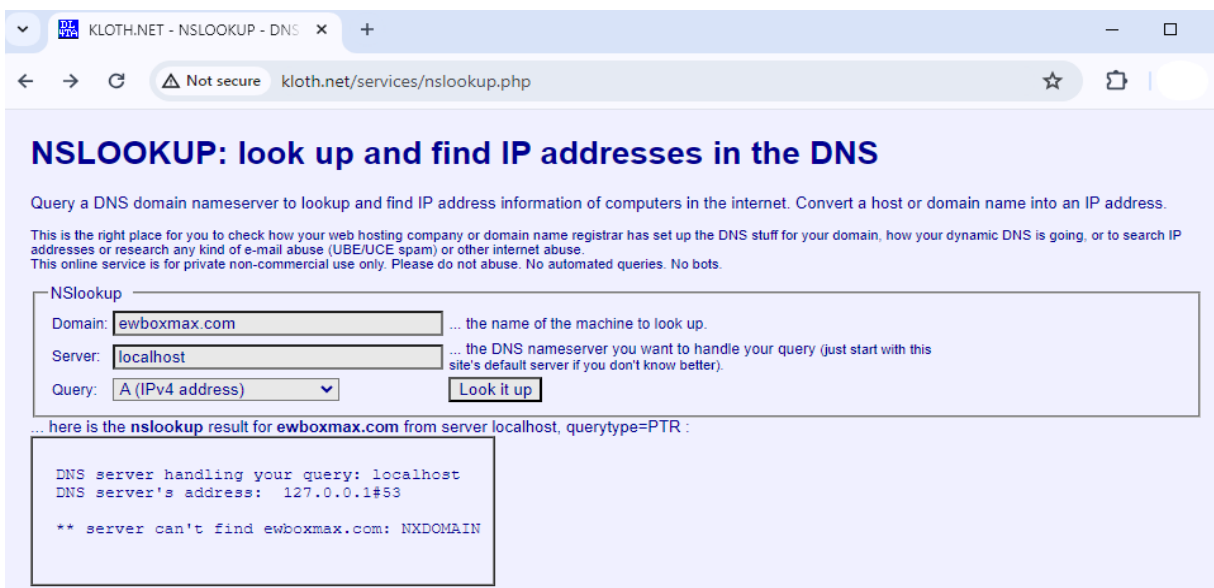 KLOTH.NET - NSLOOKUP - DNS
Not secure kloth.net/services/nslookup.php
NSLOOKUP: look up and find IP addresses in the DNS
Query a DNS domain nameserver to lookup and find IP address information of computers in the internet. Convert a host or domain name into an IP address.
This is the right place for you to check how your web hosting company or domain name registrar has set up the DNS stuff for your domain, how your dynamic DNS is going, or to search IP
addresses or research any kind of e-mail abuse (UBE/UCE spam) or other internet abuse.
This online service is for private non-commercial use only. Please do not abuse. No automated queries. No bots.
NSlookup
Domain: ewboxmax.com ... the name of the machine to look up.
Server: localhost ... the DNS nameserver you want to handle your query (just start with this
site's default server if you don't know better).
Query: A (IPv4 address) Look it up
... here is the nslookup result for ewboxmax.com from server localhost, querytype=PTR :
DNS server handling your query: localhost
DNS server's address: 127.0.0.1#53
** server can't find ewboxmax.com: NXDOMAIN